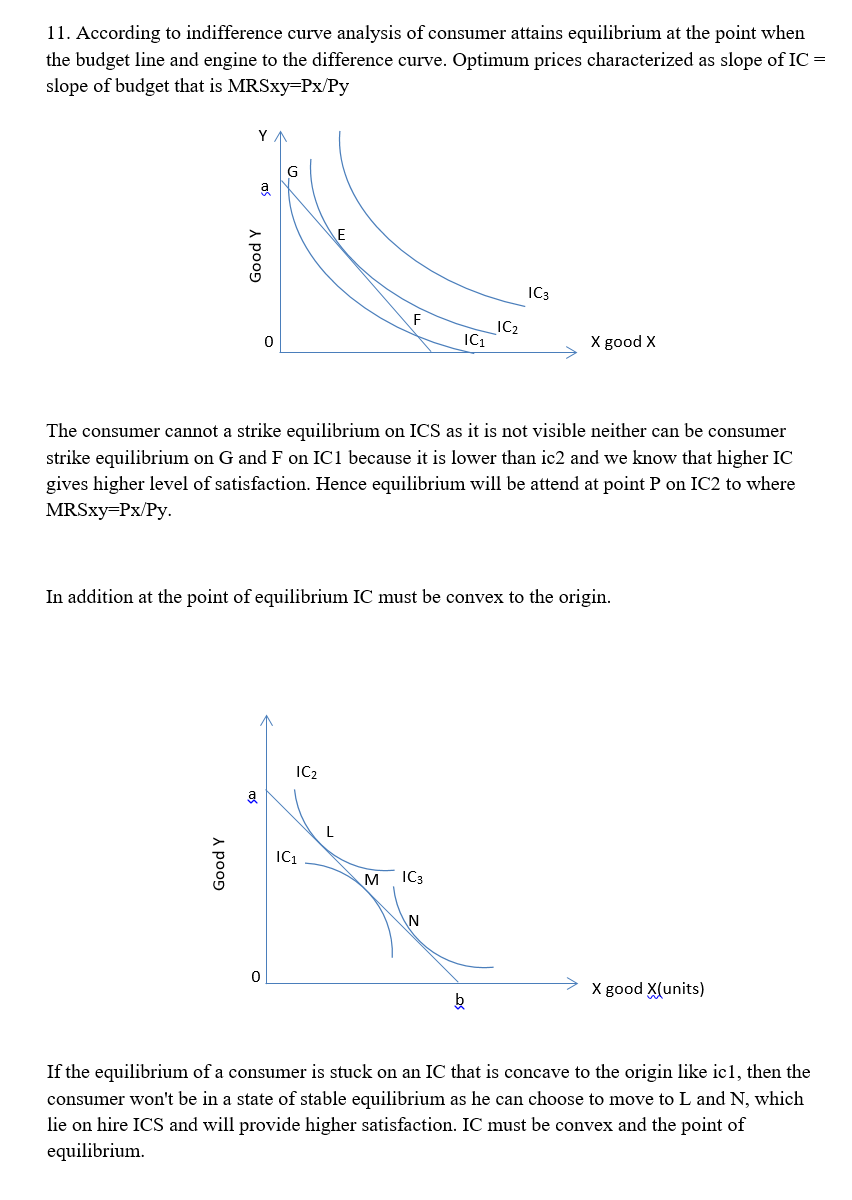 11. According to indifference curve analysis of consumer attains equilibrium at the point when
the budget line and engine to the difference curve. Optimum prices characterized as slope of IC =
slope of budget that is MRSxy=Px/Py
Y
G
a
E
Good Y
IC3
F
IC2
IC1
0
X good X
The consumer cannot a strike equilibrium on ICS as it is not visible neither can be consumer
strike equilibrium on G and F on IC1 because it is lower than ic2 and we know that higher IC
gives higher level of satisfaction. Hence equilibrium will be attend at point P on IC2 to where
MRSxy=Px/Py.
In addition at the point of equilibrium IC must be convex to the origin.
IC2
a
L
Good Y
IC1
M
IC3
N
0
X good X(units)
b
If the equilibrium of a consumer is stuck on an IC that is concave to the origin like ic1, then the
consumer won't be in a state of stable equilibrium as he can choose to move to L and N, which
lie on hire ICS and will provide higher satisfaction. IC must be convex and the point of
equilibrium.